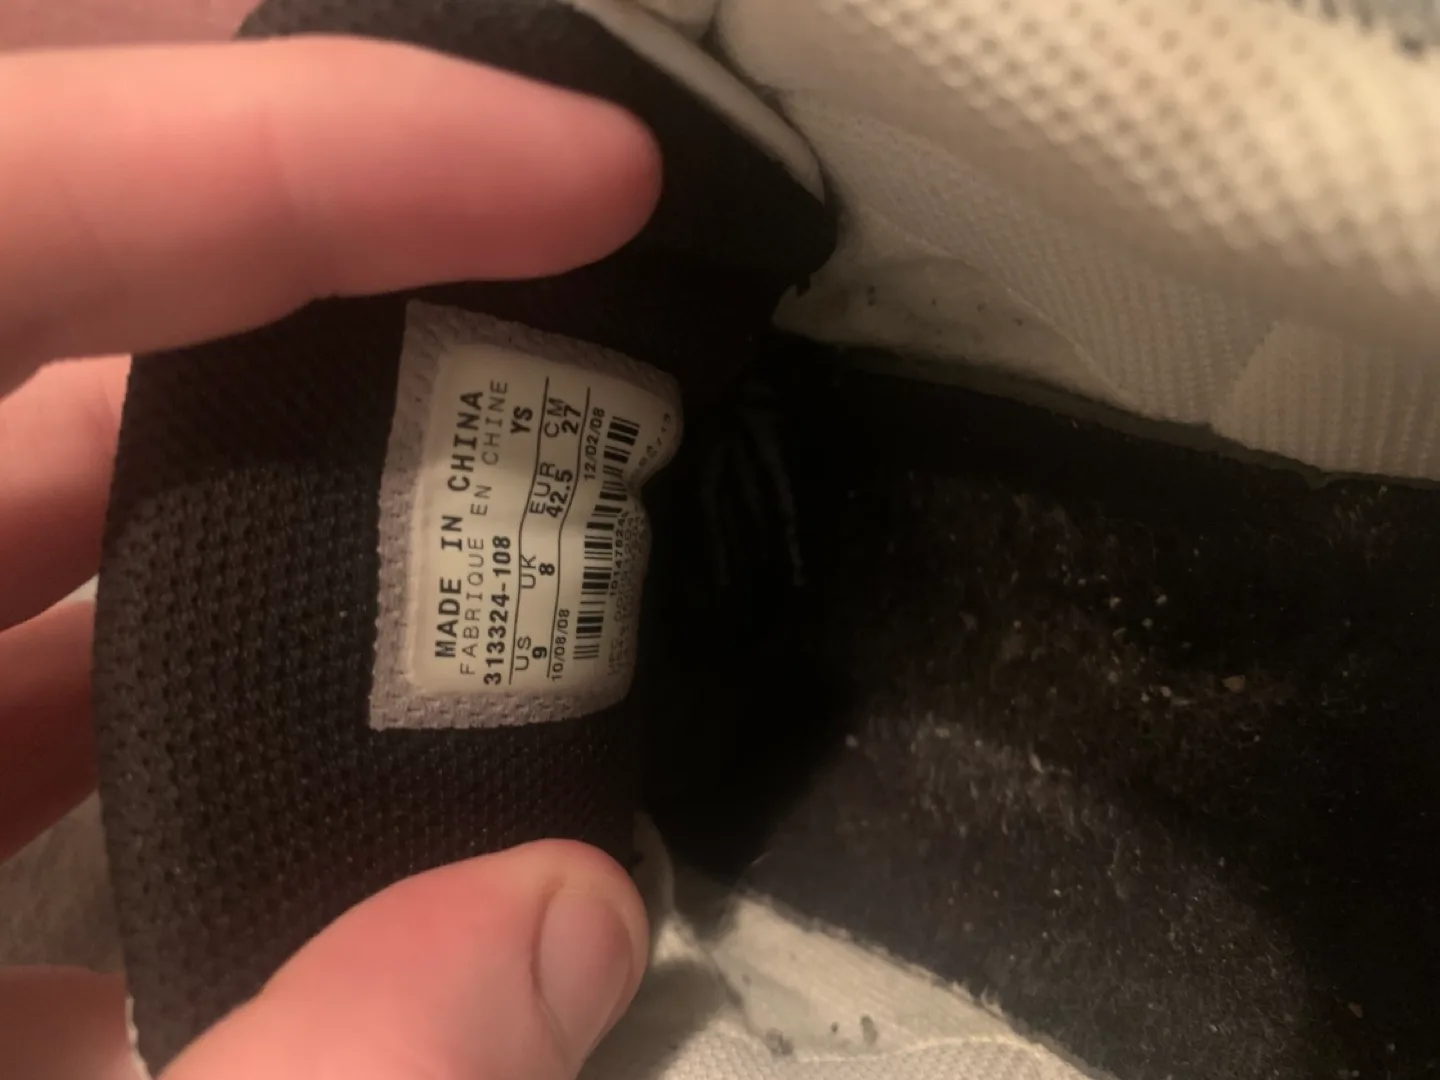 MADE IN CHINA
FABRIQUE EN CHINE
313324-108 YS
US UK EUR CM
9 8 42.5 27
10/08/08 12/02/08